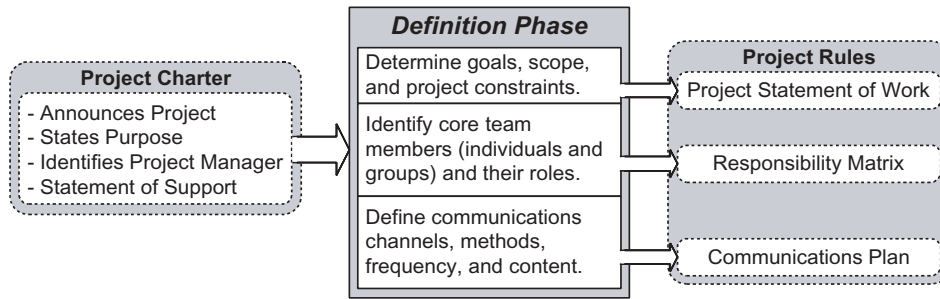 Project Charter
- Announces Project
- States Purpose
- Identifies Project Manager
- Statement of Support
Definition Phase
Determine goals, scope,
and project constraints.
Identify core team
members (individuals and
groups) and their roles.
Define communications
channels, methods,
frequency, and content.
Project Rules
Project Statement of Work
Responsibility Matrix
Communications Plan